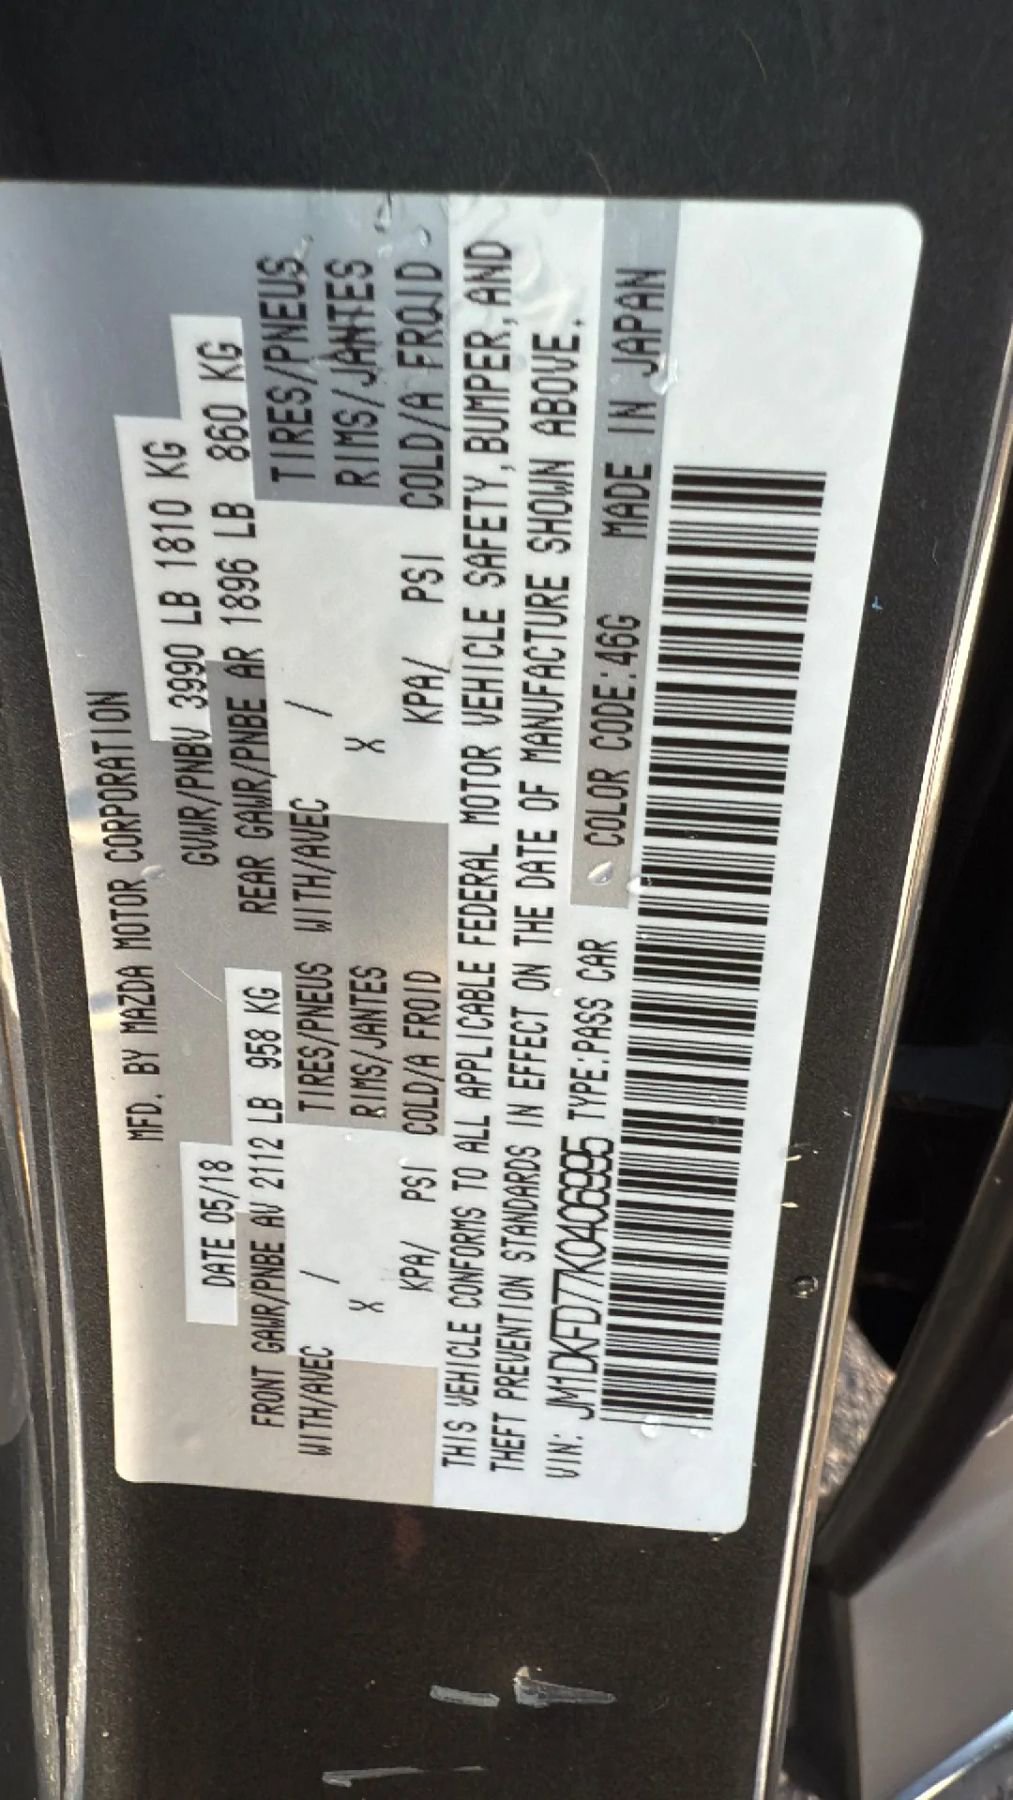 MFD. BY MAZDA MOTOR CORPORATION
DATE 05/18 GVWR/PNBV 3990 LB 1810 KG
FRONT GAWR/PNBE AV 2112 LB 958 KG REAR GAWR/PNBE AR 1896 LB 860 KG
WITH/AVEC / TIRES/PNEUS WITH/AVEC / TIRES/PNEUS
X RIMS/JANTES X RIMS/JANTES
KPA/ PSI COLD/A FROID KPA/ PSI COLD/A FROID
THIS VEHICLE CONFORMS TO ALL APPLICABLE FEDERAL MOTOR VEHICLE SAFETY, BUMPER, AND
THEFT PREVENTION STANDARDS IN EFFECT ON THE DATE OF MANUFACTURE SHOWN ABOVE.
VIN: JM1DKFD77K0406995 TYPE:PASS CAR COLOR CODE:46G MADE IN JAPAN